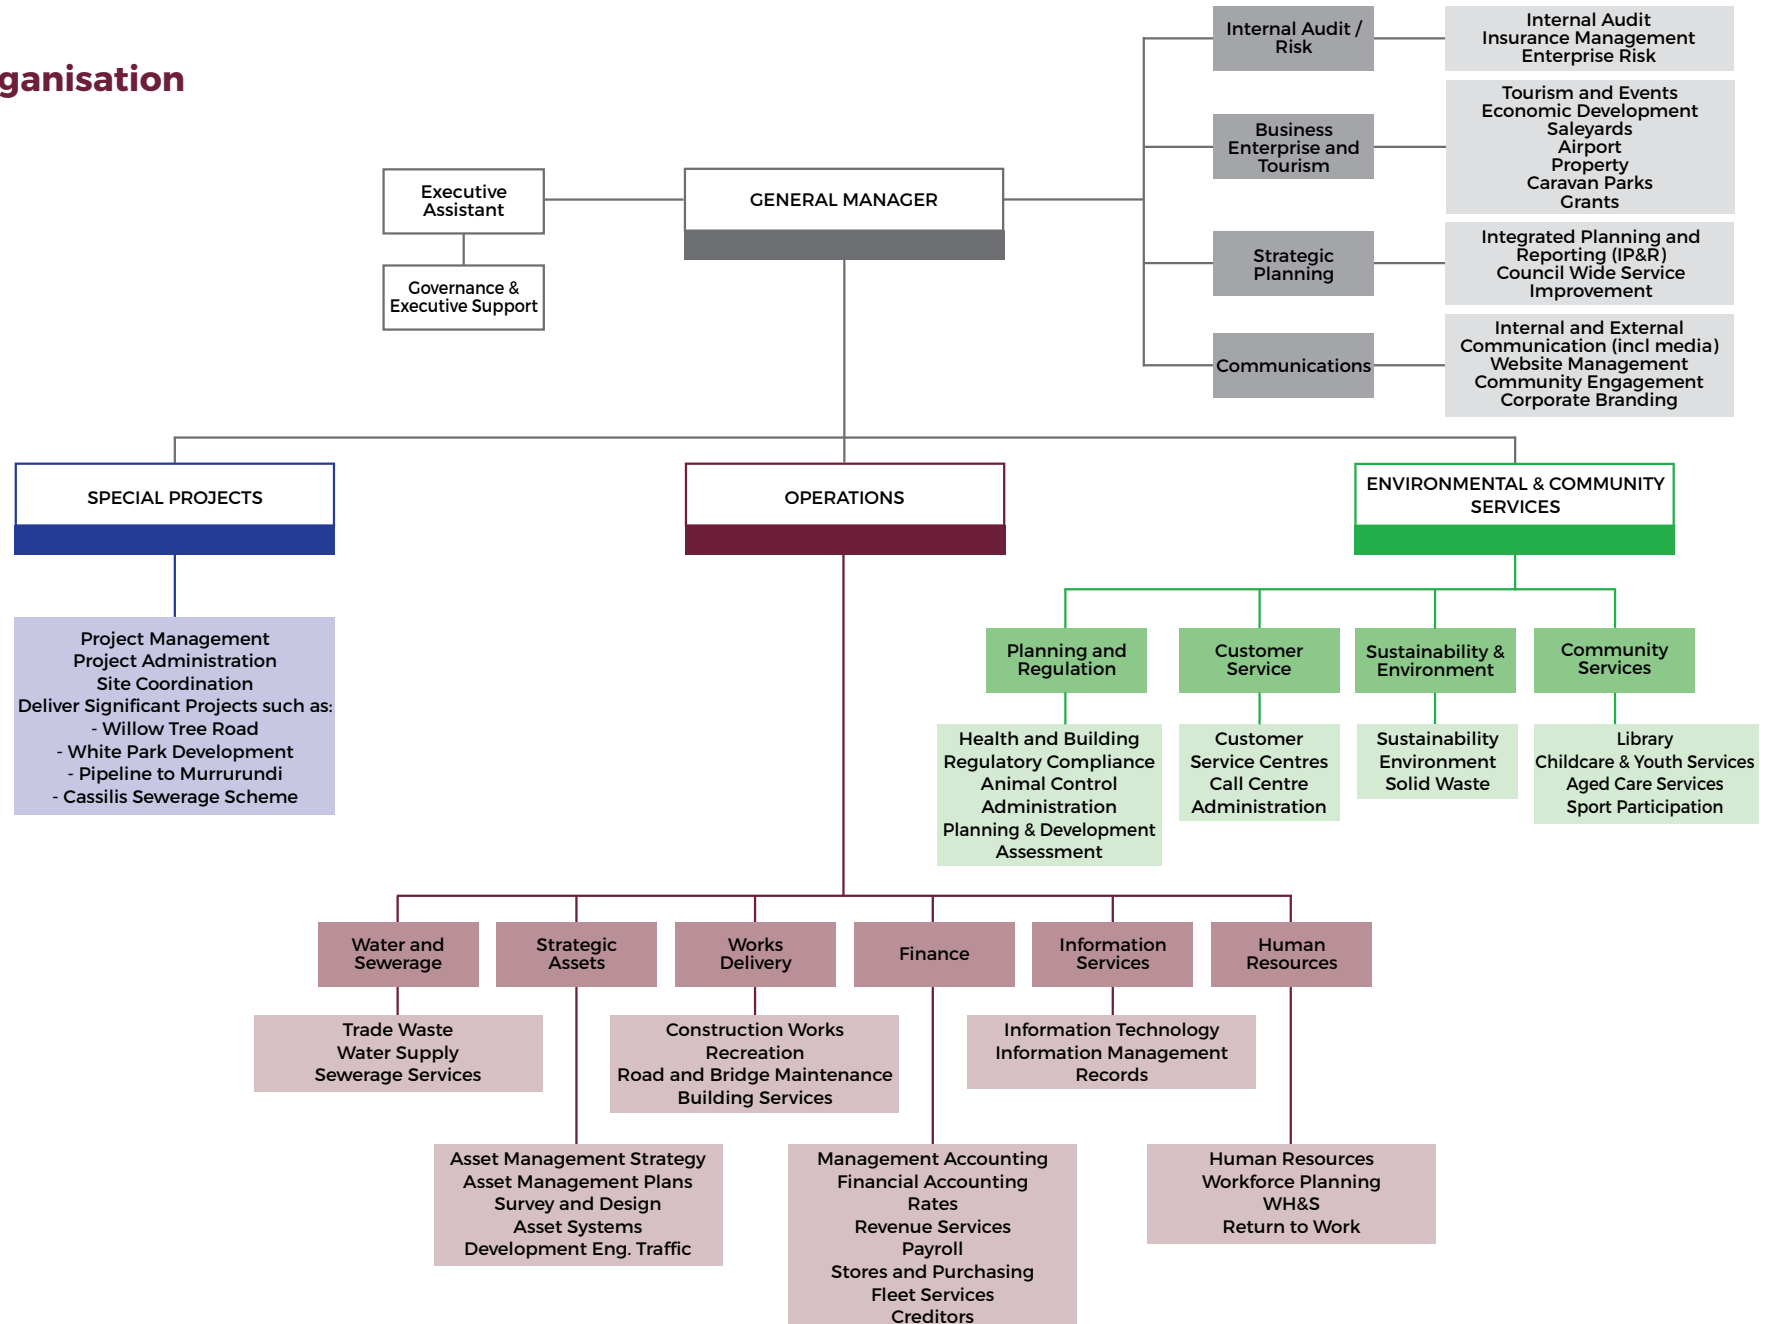 ganisation
Internal Audit /
Risk
Internal Audit
Insurance Management
Enterprise Risk
Business
Enterprise and
Tourism
Tourism and Events
Economic Development
Saleyards
Airport
Property
Caravan Parks
Grants
Executive
Assistant
GENERAL MANAGER
Governance &
Executive Support
Strategic
Planning
Integrated Planning and
Reporting (IP&R)
Council Wide Service
Improvement
Communications
Internal and External
Communication (incl media)
Website Management
Community Engagement
Corporate Branding
SPECIAL PROJECTS
OPERATIONS
ENVIRONMENTAL & COMMUNITY
SERVICES
Project Management
Project Administration
Site Coordination
Deliver Significant Projects such as:
- Willow Tree Road
- White Park Development
- Pipeline to Murrurundi
- Cassilis Sewerage Scheme
Planning and
Regulation
Customer
Service
Sustainability &
Environment
Community
Services
Health and Building
Regulatory Compliance
Animal Control
Administration
Planning & Development
Assessment
Customer
Service Centres
Call Centre
Administration
Sustainability
Environment
Solid Waste
Library
Childcare & Youth Services
Aged Care Services
Sport Participation
Water and
Sewerage
Strategic
Assets
Works
Delivery
Finance
Information
Services
Human
Resources
Trade Waste
Water Supply
Sewerage Services
Construction Works
Recreation
Road and Bridge Maintenance
Building Services
Information Technology
Information Management
Records
Asset Management Strategy
Asset Management Plans
Survey and Design
Asset Systems
Development Eng. Traffic
Management Accounting
Financial Accounting
Rates
Revenue Services
Payroll
Stores and Purchasing
Fleet Services
Creditors
Human Resources
Workforce Planning
WH&S
Return to Work